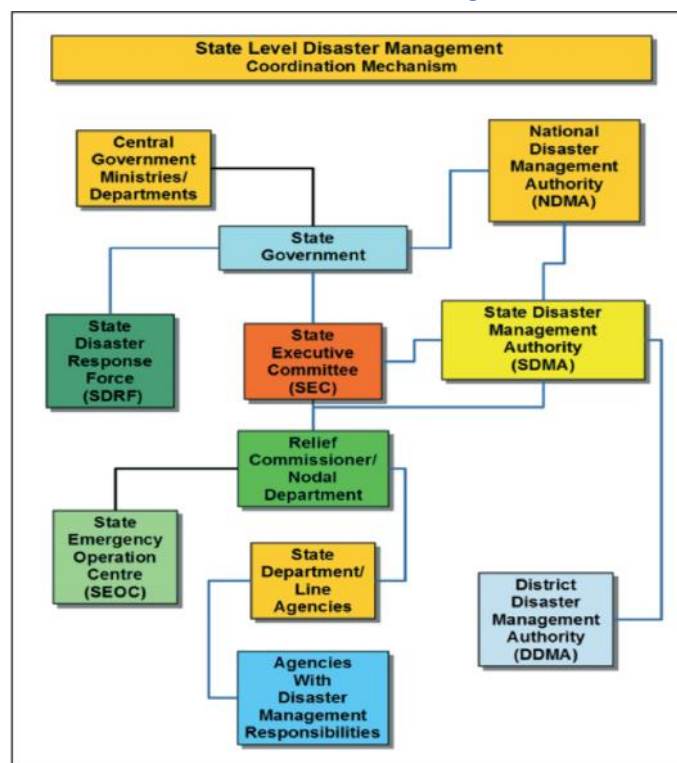 State Level Disaster Management
Coordination Mechanism
Central
Government
Ministries/
Departments
National
Disaster
Management
Authority
(NDMA)
State
Government
State
Disaster
Response
Force
(SDRF)
State
Executive
Committee
(SEC)
State Disaster
Management
Authority
(SDMA)
Relief
Commissioner/
Nodal
Department
State
Emergency
Operation
Centre
(SEOC)
State
Department/
Line
Agencies
District
Disaster
Management
Authority
(DDMA)
Agencies
With
Disaster
Management
Responsibilities